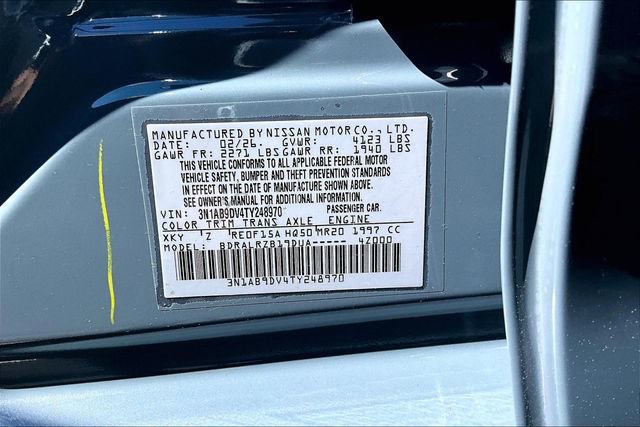 MANUFACTURED BY NISSAN MOTOR CO., LTD.
DATE: 02/26 GVWR: 4123 LBS
GAWR FR: 2271 LBS GAWR RR: 1940 LBS
THIS VEHICLE CONFORMS TO ALL APPLICABLE FEDERAL MOTOR
VEHICLE SAFETY, BUMPER AND THEFT PREVENTION STANDARDS
IN EFFECT ON THE DATE OF MANUFACTURE SHOWN ABOVE.
SEE OWNER'S MANUAL FOR ADDITIONAL INFORMATION.
VIN: 3N1AB9DV4TY248970 PASSENGER CAR.
COLOR TRIM TRANS AXLE ENGINE
XKY Z RE0F15A HQ50 MR20 1997 CC
MODEL: BDRALRZB19DUA----- 4Z000
3N1AB9DV4TY248970